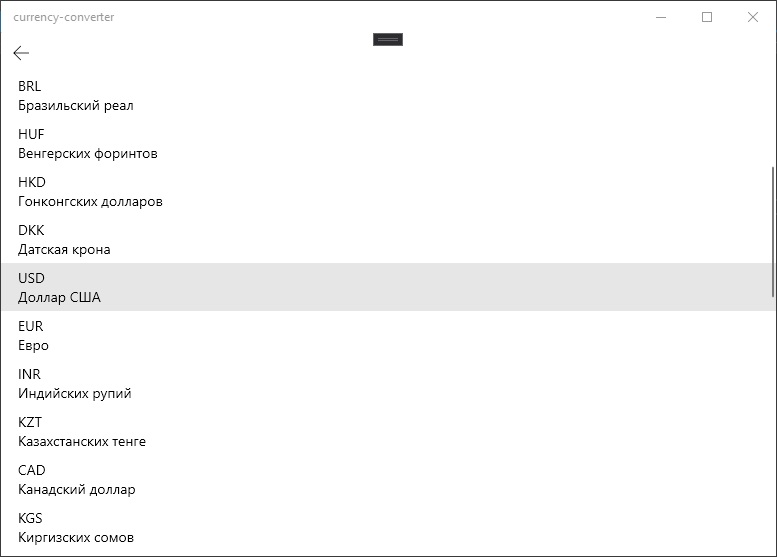 currency-converter
BRL
Бразильский реал
HUF
Венгерских форинтов
HKD
Гонконгских долларов
DKK
Датская крона
USD
Доллар США
EUR
Евро
INR
Индийских рупий
KZT
Казахстанских тенге
CAD
Канадский доллар
KGS
Киргизских сомов